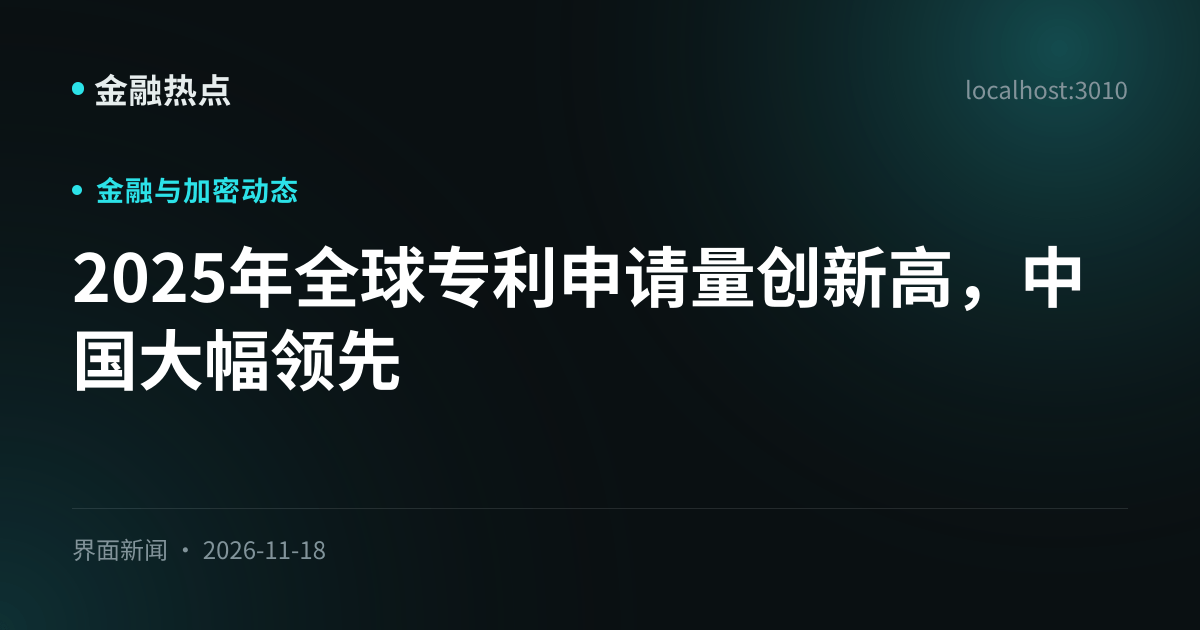 金融热点
localhost:3010
金融与加密动态
2025年全球专利申请量创新高，中
国大幅领先
界面新闻 · 2026-11-18